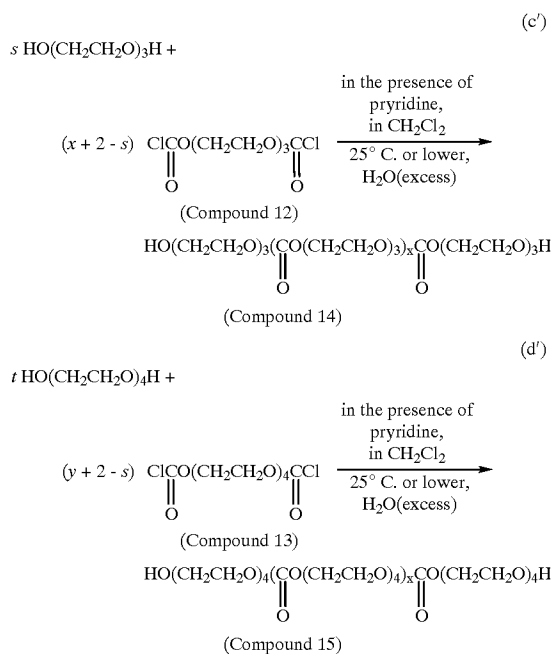 (c')
s HO(CH₂CH₂O)₃H +
in the presence of
pryridine,
in CH₂Cl₂
(x + 2 - s) ClCO(CH₂CH₂O)₃CCl
25° C. or lower,
H₂O(excess)
O O
(Compound 12)
HO(CH₂CH₂O)₃(CO(CH₂CH₂O)₃)ₓCO(CH₂CH₂O)₃H
O O
(Compound 14)
(d')
t HO(CH₂CH₂O)₄H +
in the presence of
pryridine,
in CH₂Cl₂
(y + 2 - s) ClCO(CH₂CH₂O)₄CCl
25° C. or lower,
H₂O(excess)
O O
(Compound 13)
HO(CH₂CH₂O)₄(CO(CH₂CH₂O)₄)ₓCO(CH₂CH₂O)₄H
O O
(Compound 15)